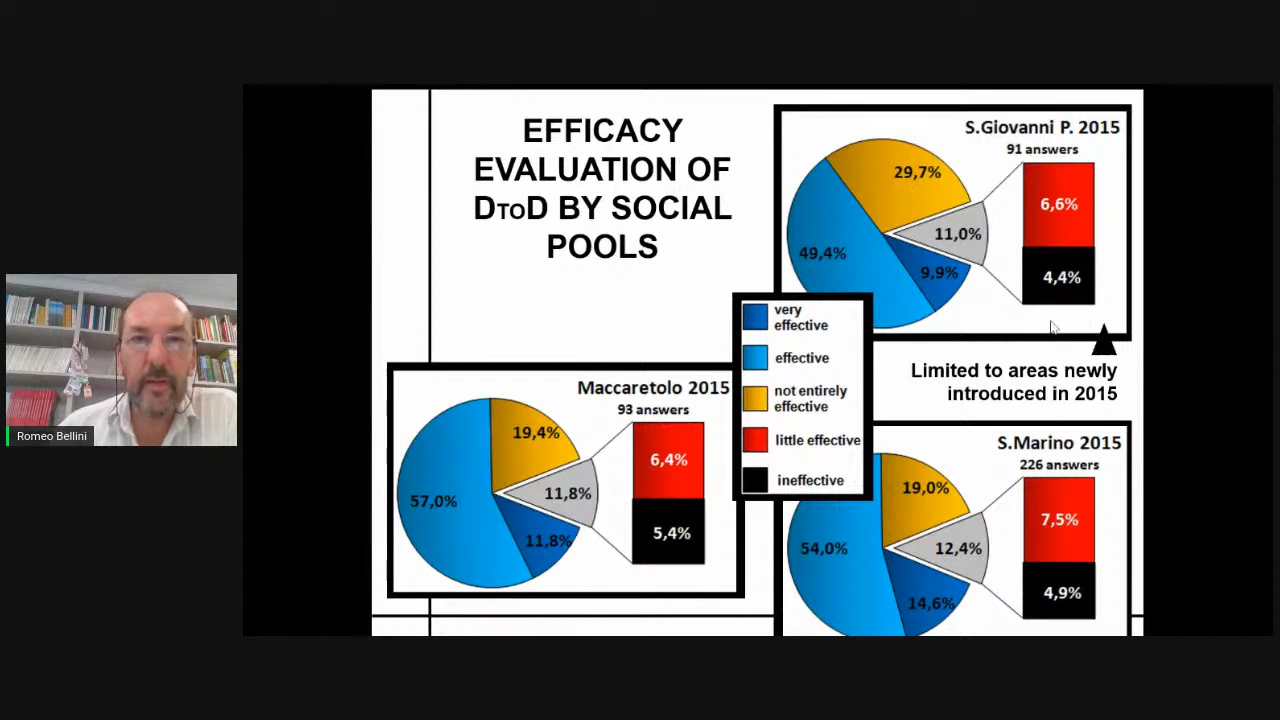 EFFICACY
EVALUATION OF
DTOD BY SOCIAL
POOLS
S.Giovanni P. 2015
91 answers
29,7%
49,4%
11,0%
9,9%
6,6%
4,4%
very
effective
effective
not entirely
effective
little effective
ineffective
Limited to areas newly
introduced in 2015
Maccaretolo 2015
93 answers
19,4%
57,0%
11,8%
11,8%
6,4%
5,4%
S.Marino 2015
226 answers
19,0%
54,0%
12,4%
14,6%
7,5%
4,9%
Romeo Bellini